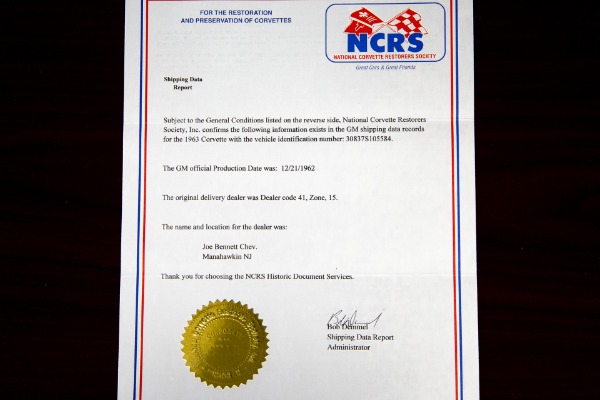 FOR THE RESTORATION
AND PRESERVATION OF CORVETTES
NCRS
NATIONAL CORVETTE RESTORERS SOCIETY
Great Cars & Great Friends
Shipping Data
Report
Subject to the General Conditions listed on the reverse side, National Corvette Restorers
Society, Inc. confirms the following information exists in the GM shipping data records
for the 1963 Corvette with the vehicle identification number: 30837S105584.
The GM official Production Date was: 12/21/1962
The original delivery dealer was Dealer code 41, Zone, 15.
The name and location for the dealer was:
Joe Bennett Chev.
Manahawkin NJ
Thank you for choosing the NCRS Historic Document Services.
Bob Demmel
Shipping Data Report
Administrator